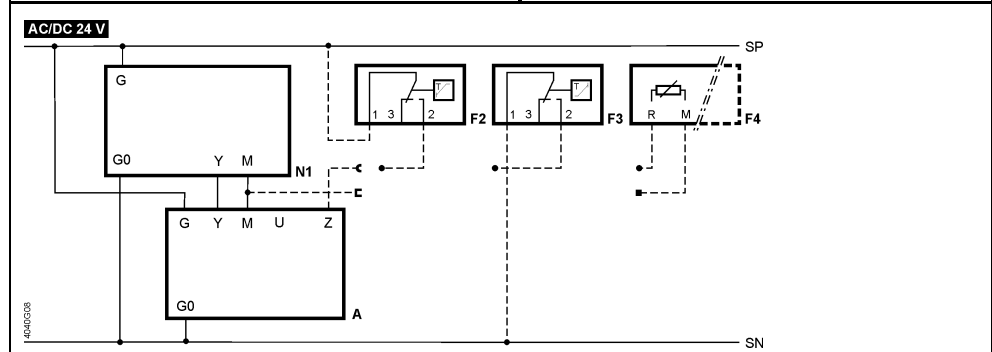 AC/DC 24 V
SP
G
T
T
1 3 2 F2
1 3 2 F3
R M F4
G0 Y M N1
G Y M U Z
G0
A
4040G08
SN